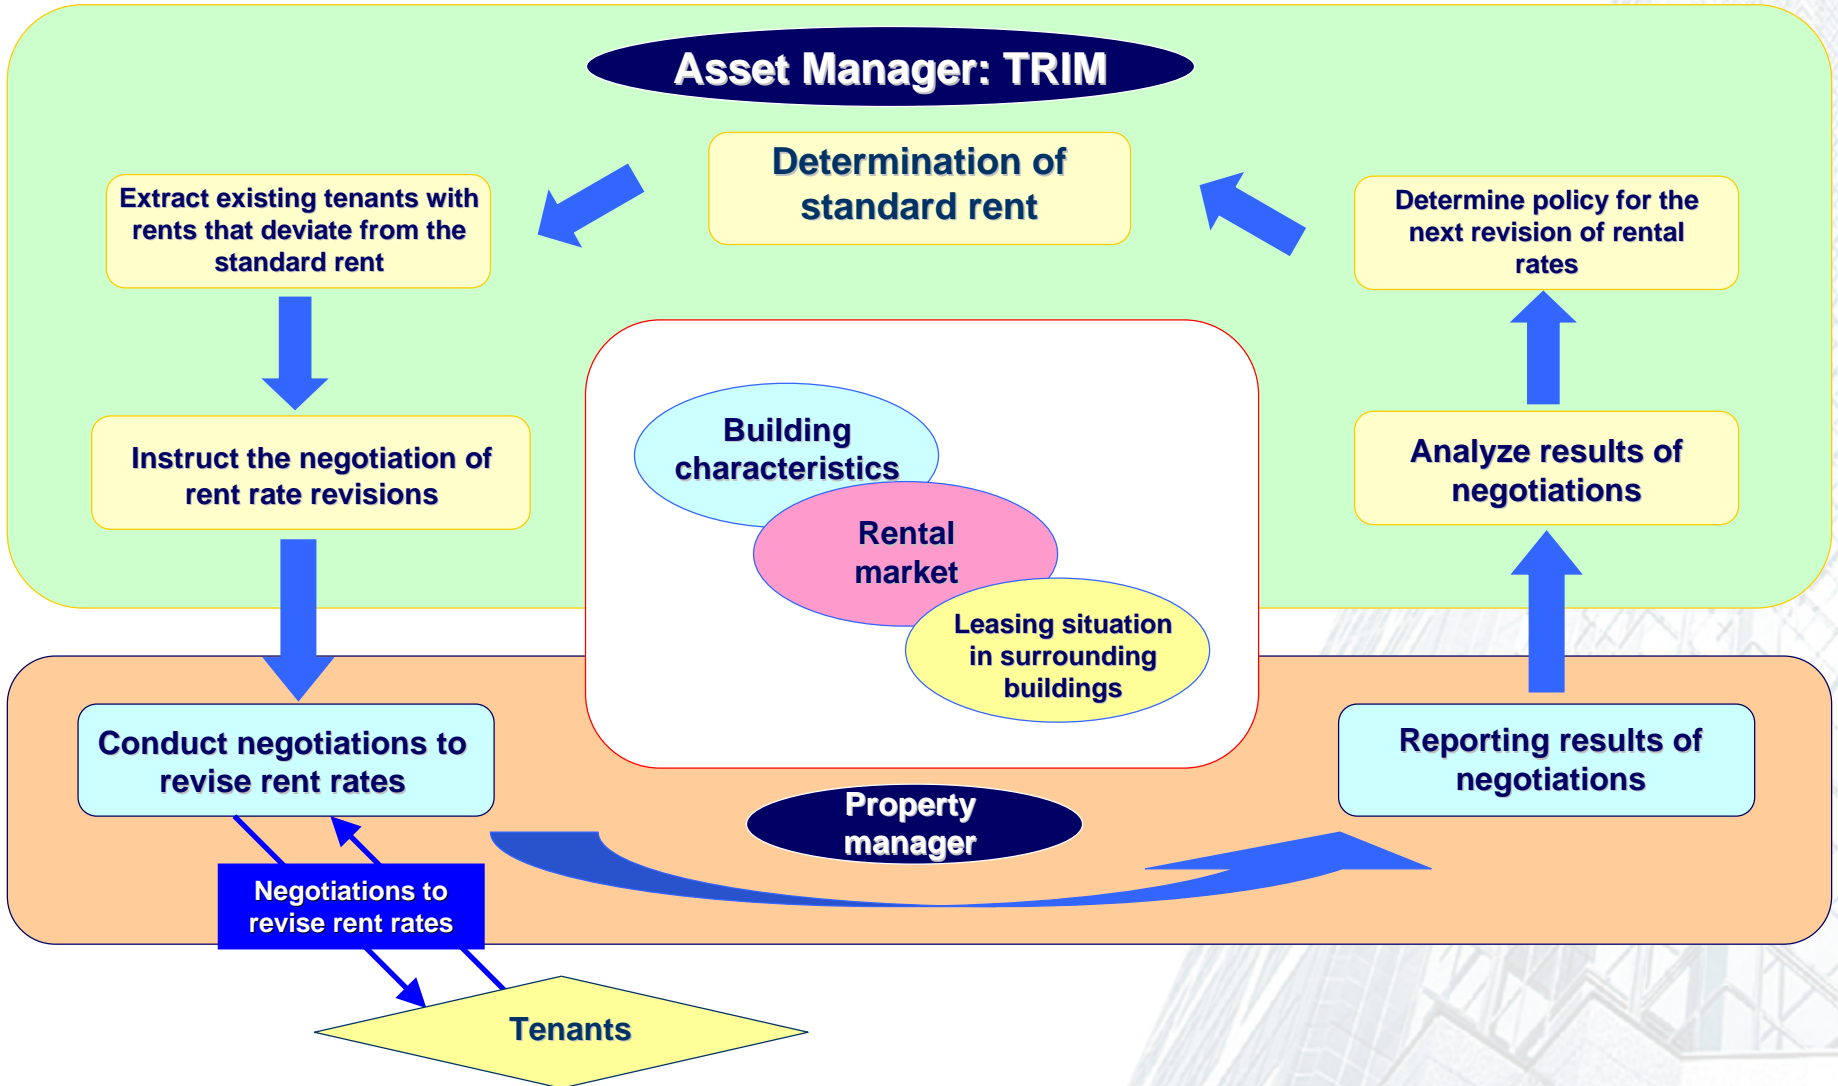 Asset Manager: TRIM
Determination of
standard rent
Extract existing tenants with
rents that deviate from the
standard rent
Determine policy for the
next revision of rental
rates
Instruct the negotiation of
rent rate revisions
Building
characteristics
Rental
market
Leasing situation
in surrounding
buildings
Analyze results of
negotiations
Conduct negotiations to
revise rent rates
Property
manager
Reporting results of
negotiations
Negotiations to
revise rent rates
Tenants